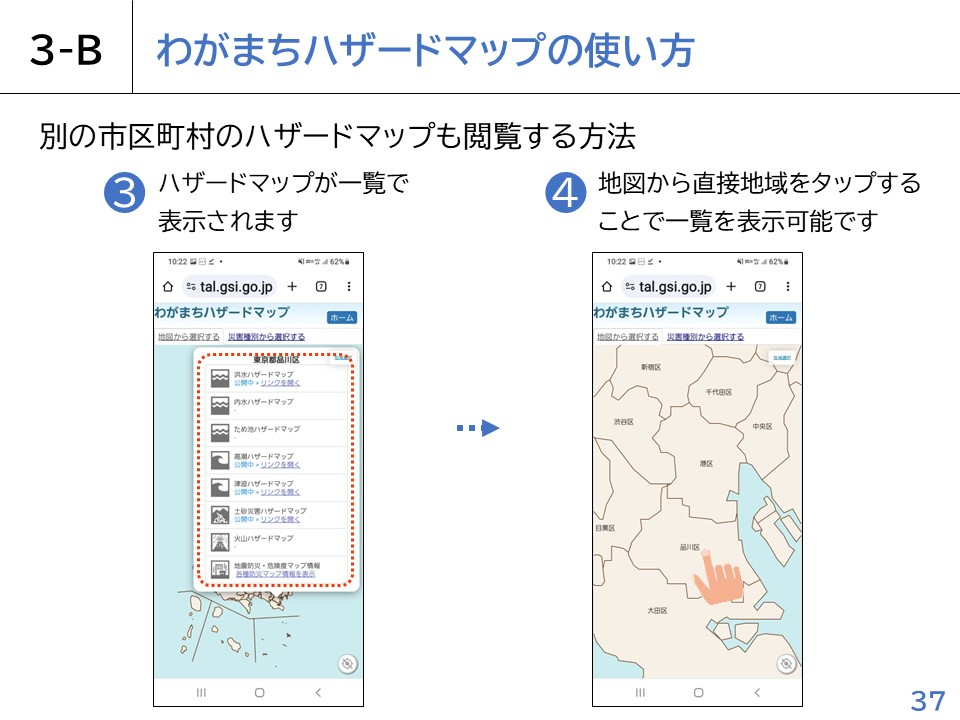 3-B
わがまちハザードマップの使い方
別の市区町村のハザードマップも閲覧する方法
3
ハザードマップが一覧で
表示されます
10:22
62%
tal.gsi.go.jp
7
わがまちハザードマップ
ホーム
地図から選択する
災害種別から選択する
東京都品川区
洪水ハザードマップ
公開中 » リンクを開く
内水ハザードマップ
-
ため池ハザードマップ
-
高潮ハザードマップ
公開中 » リンクを開く
津波ハザードマップ
公開中 » リンクを開く
土砂災害ハザードマップ
公開中 » リンクを開く
火山ハザードマップ
-
地震防災・危険度マップ情報
各種防災マップ情報を表示
4
地図から直接地域をタップする
ことで一覧を表示可能です
10:22
62%
tal.gsi.go.jp
7
わがまちハザードマップ
ホーム
地図から選択する
災害種別から選択する
新宿区
千代田区
渋谷区
中央区
港区
目黒区
品川区
大田区
37